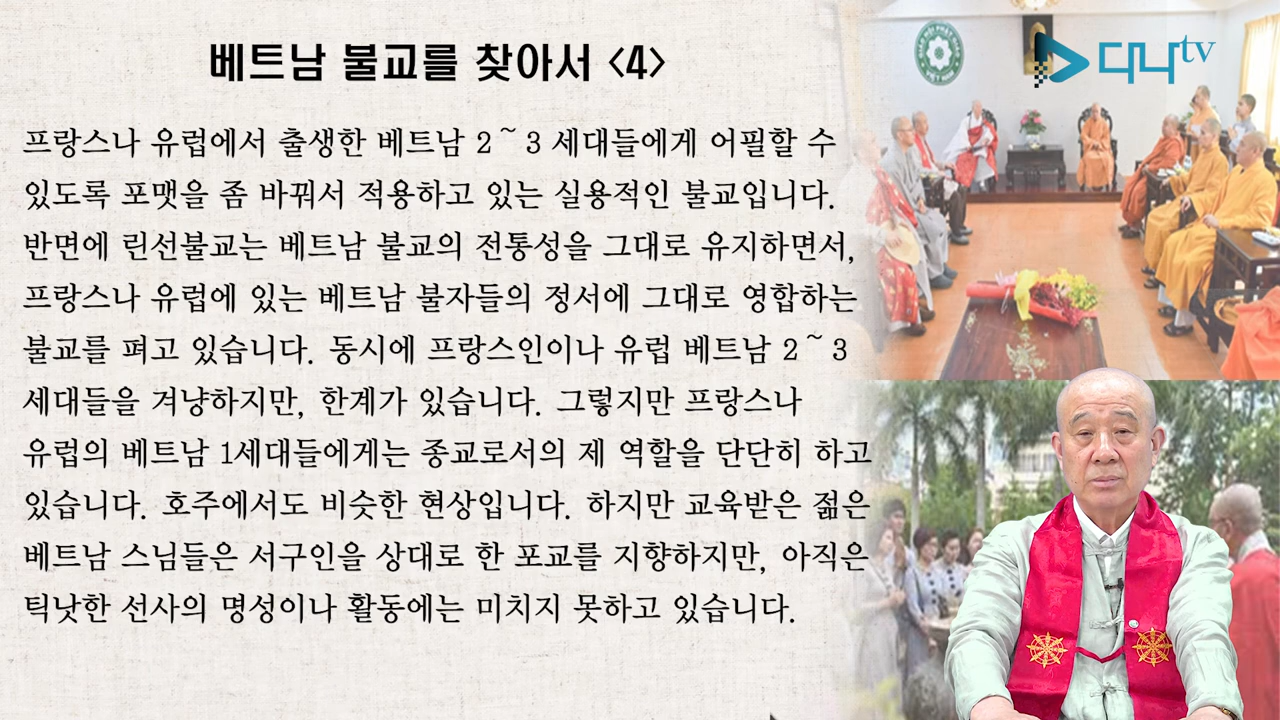 베트남 불교를 찾아서 <4>
다나tv
프랑스나 유럽에서 출생한 베트남 2~3 세대들에게 어필할 수
있도록 포맷을 좀 바꿔서 적용하고 있는 실용적인 불교입니다.
반면에 린선불교는 베트남 불교의 전통성을 그대로 유지하면서,
프랑스나 유럽에 있는 베트남 불자들의 정서에 그대로 영합하는
불교를 펴고 있습니다. 동시에 프랑스인이나 유럽 베트남 2~3
세대들을 겨냥하지만, 한계가 있습니다. 그렇지만 프랑스나
유럽의 베트남 1세대들에게는 종교로서의 제 역할을 단단히 하고
있습니다. 호주에서도 비슷한 현상입니다. 하지만 교육받은 젊은
베트남 스님들은 서구인을 상대로 한 포교를 지향하지만, 아직은
틱낫한 선사의 명성이나 활동에는 미치지 못하고 있습니다.